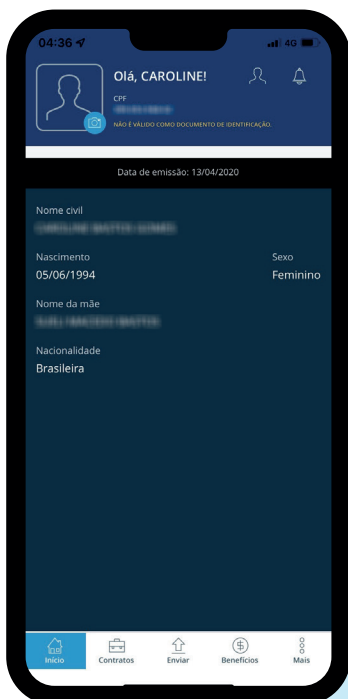 04:36
4G
Olá, CAROLINE!
CPF
NÃO É VÁLIDO COMO DOCUMENTO DE IDENTIFICAÇÃO.
Data de emissão: 13/04/2020
Nome civil
Nascimento Sexo
05/06/1994 Feminino
Nome da mãe
Nacionalidade
Brasileira
Início Contratos Enviar Benefícios Mais